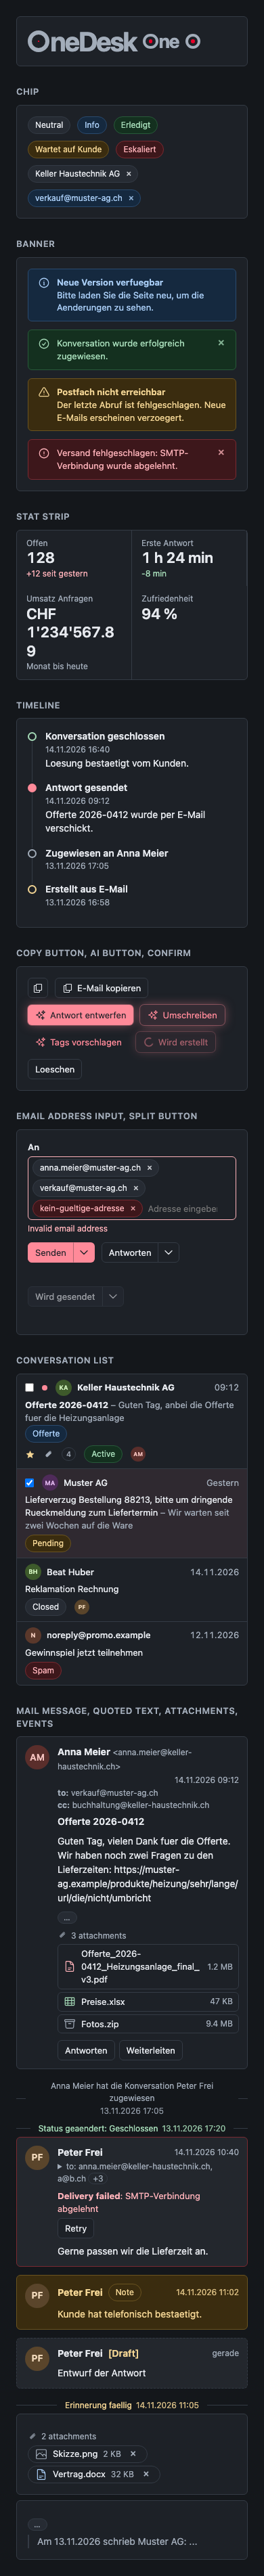 OneDesk One
CHIP
Neutral Info Erledigt
Wartet auf Kunde Eskaliert
Keller Haustechnik AG ×
verkauf@muster-ag.ch ×
BANNER
Neue Version verfuegbar
Bitte laden Sie die Seite neu, um die
Aenderungen zu sehen.
Konversation wurde erfolgreich ×
zugewiesen.
Postfach nicht erreichbar
Der letzte Abruf ist fehlgeschlagen. Neue
E-Mails erscheinen verzoegert.
Versand fehlgeschlagen: SMTP- ×
Verbindung wurde abgelehnt.
STAT STRIP
Offen
128
+12 seit gestern
Erste Antwort
1 h 24 min
-8 min
Umsatz Anfragen
CHF
1'234'567.8
9
Monat bis heute
Zufriedenheit
94 %
TIMELINE
Konversation geschlossen
14.11.2026 16:40
Loesung bestaetigt vom Kunden.
Antwort gesendet
14.11.2026 09:12
Offerte 2026-0412 wurde per E-Mail
verschickt.
Zugewiesen an Anna Meier
13.11.2026 17:05
Erstellt aus E-Mail
13.11.2026 16:58
COPY BUTTON, AI BUTTON, CONFIRM
E-Mail kopieren
Antwort entwerfen Umschreiben
Tags vorschlagen Wird erstellt
Loeschen
EMAIL ADDRESS INPUT, SPLIT BUTTON
An
anna.meier@muster-ag.ch ×
verkauf@muster-ag.ch ×
kein-gueltige-adresse × Adresse eingeben
Invalid email address
Senden Antworten
Wird gesendet
CONVERSATION LIST
KA Keller Haustechnik AG 09:12
Offerte 2026-0412 – Guten Tag, anbei die Offerte
fuer die Heizungsanlage
Offerte
4 Active AM
MA Muster AG Gestern
Lieferverzug Bestellung 88213, bitte um dringende
Rueckmeldung zum Liefertermin – Wir warten seit
zwei Wochen auf die Ware
Pending
BH Beat Huber 14.11.2026
Reklamation Rechnung
Closed PF
N noreply@promo.example 12.11.2026
Gewinnspiel jetzt teilnehmen
Spam
MAIL MESSAGE, QUOTED TEXT, ATTACHMENTS,
EVENTS
AM Anna Meier <anna.meier@keller-
haustechnik.ch>
14.11.2026 09:12
to: verkauf@muster-ag.ch
cc: buchhaltung@keller-haustechnik.ch
Offerte 2026-0412
Guten Tag, vielen Dank fuer die Offerte.
Wir haben noch zwei Fragen zu den
Lieferzeiten: https://muster-
ag.example/produkte/heizung/sehr/lange/
url/die/nicht/umbricht
...
3 attachments
Offerte_2026-
0412_Heizungsanlage_final_ 1.2 MB
v3.pdf
Preise.xlsx 47 KB
Fotos.zip 9.4 MB
Antworten Weiterleiten
Anna Meier hat die Konversation Peter Frei
zugewiesen
13.11.2026 17:05
Status geaendert: Geschlossen 13.11.2026 17:20
PF Peter Frei 14.11.2026 10:40
to: anna.meier@keller-haustechnik.ch,
a@b.ch +3
Delivery failed: SMTP-Verbindung
abgelehnt
Retry
Gerne passen wir die Lieferzeit an.
PF Peter Frei Note 14.11.2026 11:02
Kunde hat telefonisch bestaetigt.
PF Peter Frei [Draft] gerade
Entwurf der Antwort
Erinnerung faellig 14.11.2026 11:05
2 attachments
Skizze.png 2 KB ×
Vertrag.docx 32 KB ×
...
Am 13.11.2026 schrieb Muster AG: ...